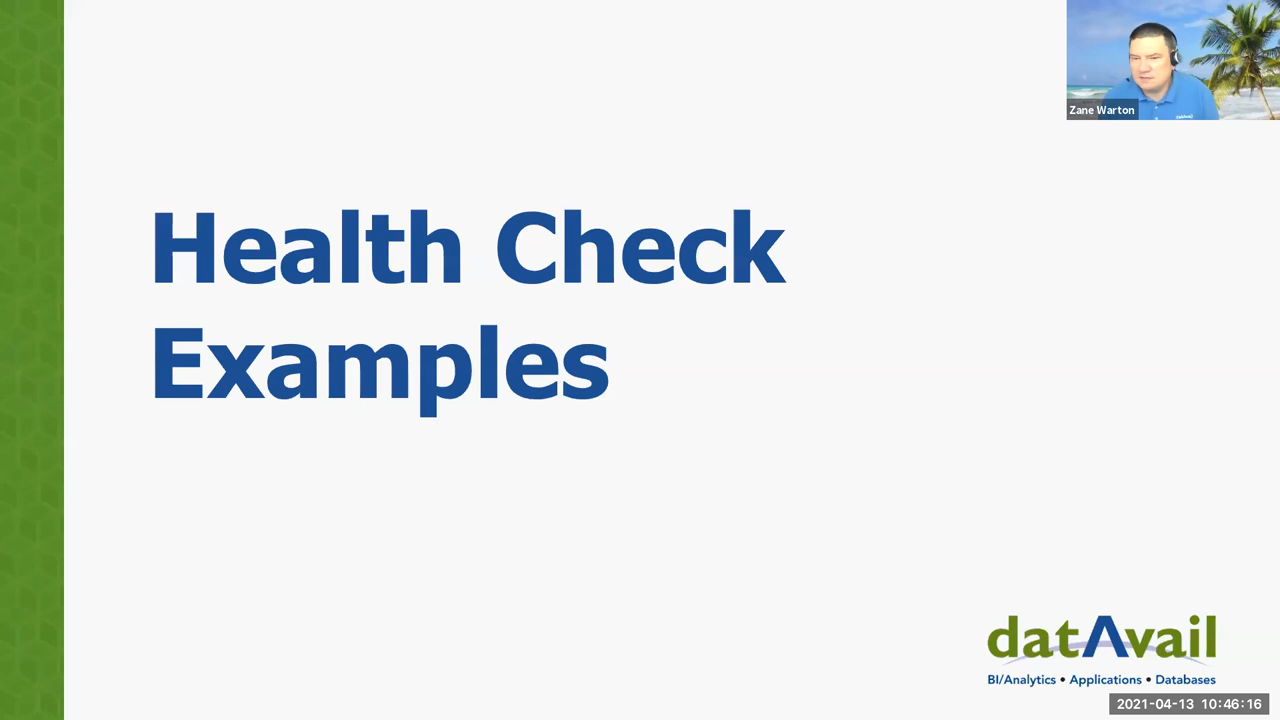 Zane Warton
Health Check
Examples
datAvail
BI/Analytics • Applications • Databases
2021-04-13 10:46:16